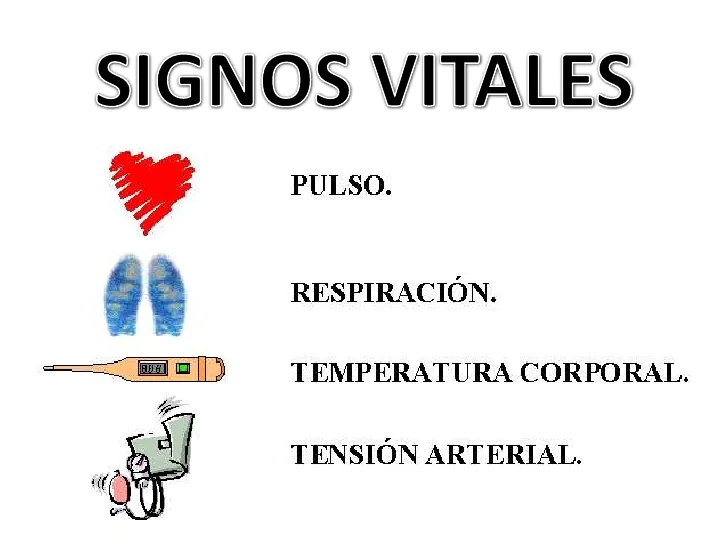 SIGNOS VITALES
PULSO.
RESPIRACIÓN.
TEMPERATURA CORPORAL.
TENSIÓN ARTERIAL.